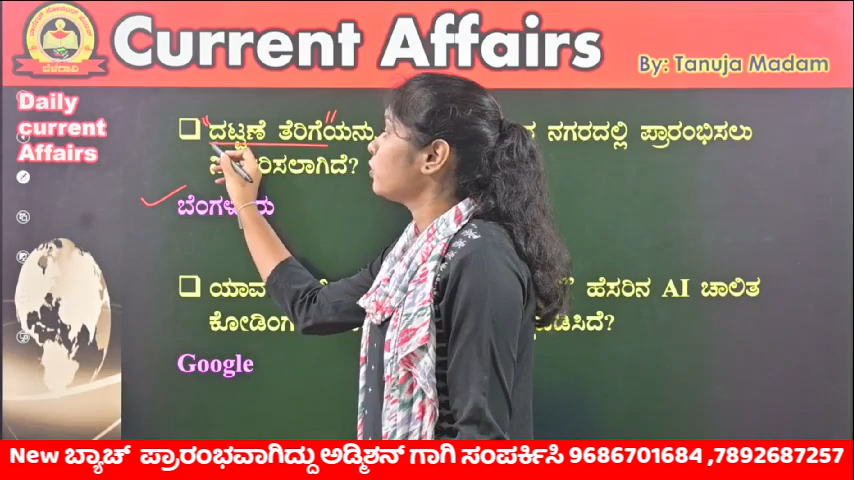 Current Affairs
By: Tanuja Madam
ಬೆಳಗಾವಿ
Daily
current
Affairs
"ದಟ್ಟಣೆ ತೆರಿಗೆ"ಯನು ನಗರದಲ್ಲಿ ಪ್ರಾರಂಭಿಸಲು
ಬೆಂಗಳೂರು
ಹೆಸರಿನ AI ಚಾಲಿತ
Google
New ಬ್ಯಾಚ್ ಪ್ರಾರಂಭವಾಗಿದ್ದು ಅಡ್ಮಿಶನ್ ಗಾಗಿ ಸಂಪರ್ಕಿಸಿ 9686701684 ,7892687257